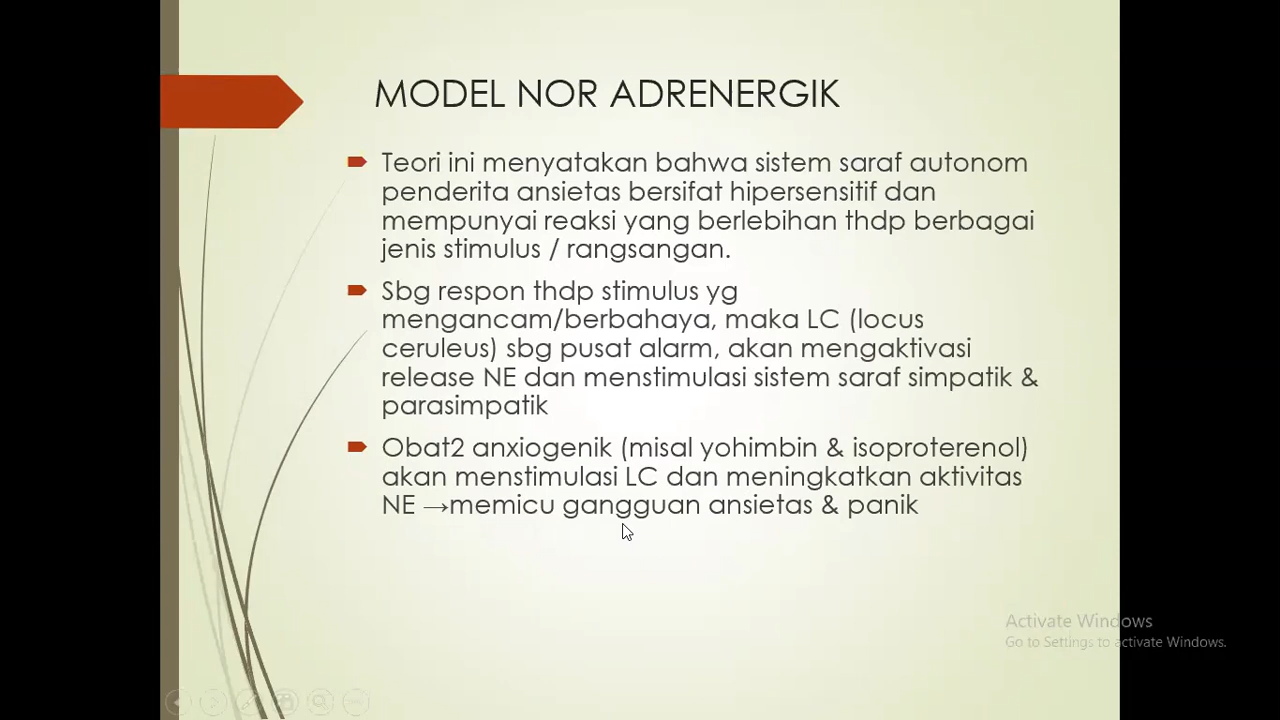 MODEL NOR ADRENERGIK
Teori ini menyatakan bahwa sistem saraf autonom
penderita ansietas bersifat hipersensitif dan
mempunyai reaksi yang berlebihan thdp berbagai
jenis stimulus / rangsangan.
Sbg respon thdp stimulus yg
mengancam/berbahaya, maka LC (locus
ceruleus) sbg pusat alarm, akan mengaktivasi
release NE dan menstimulasi sistem saraf simpatik &
parasimpatik
Obat2 anxiogenik (misal yohimbin & isoproterenol)
akan menstimulasi LC dan meningkatkan aktivitas
NE →memicu gangguan ansietas & panik
Activate Windows
Go to Settings to activate Windows.